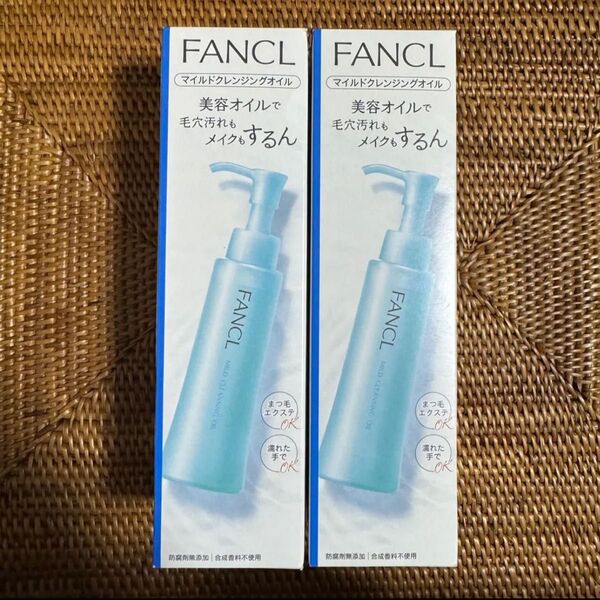 FANCL
マイルドクレンジングオイル
美容オイルで
毛穴汚れも
メイクもするん
FANCL
MILD CLEANSING OIL
まつ毛
エクステ
OK
濡れた
手で
OK
防腐剤無添加|合成香料不使用
FANCL
マイルドクレンジングオイル
美容オイルで
毛穴汚れも
メイクもするん
FANCL
MILD CLEANSING OIL
まつ毛
エクステ
OK
濡れた
手で
OK
防腐剤無添加|合成香料不使用